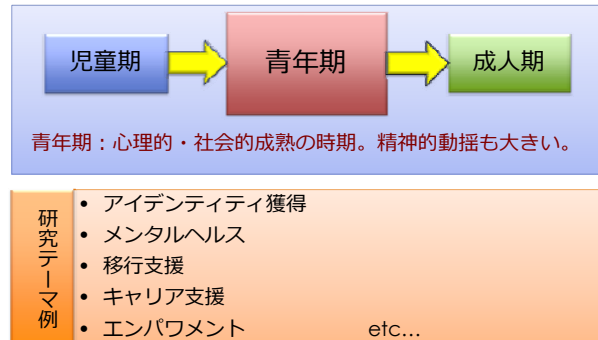 児童期
青年期
成人期
青年期：心理的・社会的成熟の時期。精神的動揺も大きい。
研究テーマ例
• アイデンティティ獲得
• メンタルヘルス
• 移行支援
• キャリア支援
• エンパワメント etc…